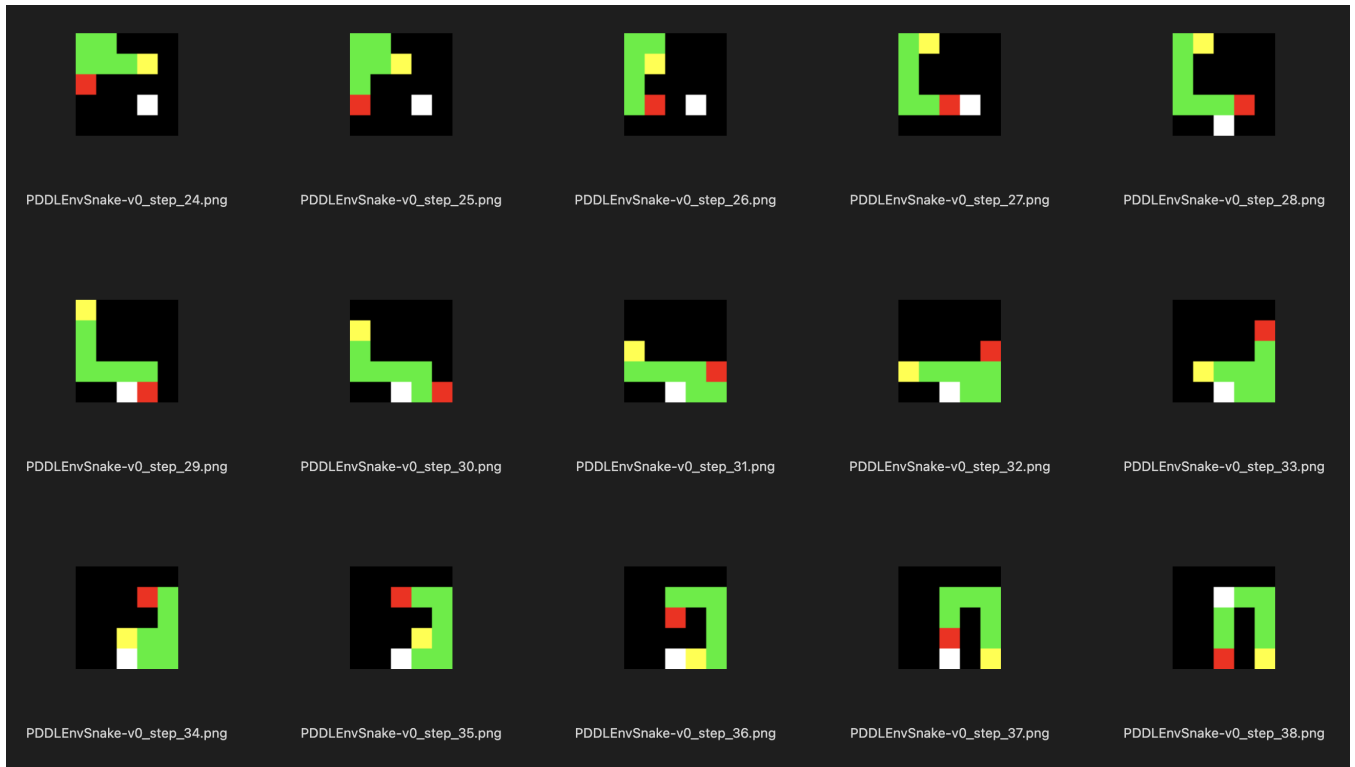 PDDLEnvSnake-v0_step_24.png PDDLEnvSnake-v0_step_25.png PDDLEnvSnake-v0_step_26.png PDDLEnvSnake-v0_step_27.png PDDLEnvSnake-v0_step_28.png
PDDLEnvSnake-v0_step_29.png PDDLEnvSnake-v0_step_30.png PDDLEnvSnake-v0_step_31.png PDDLEnvSnake-v0_step_32.png PDDLEnvSnake-v0_step_33.png
PDDLEnvSnake-v0_step_34.png PDDLEnvSnake-v0_step_35.png PDDLEnvSnake-v0_step_36.png PDDLEnvSnake-v0_step_37.png PDDLEnvSnake-v0_step_38.png